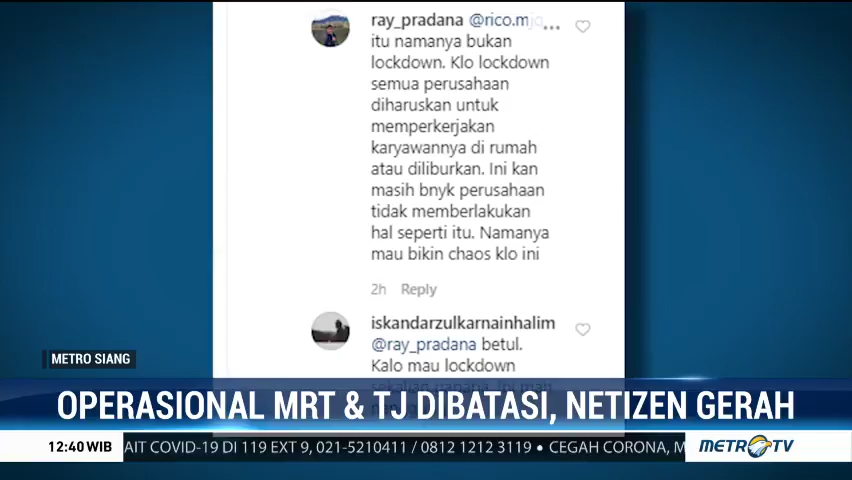 ray_pradana @rico.mjq...
itu namanya bukan
lockdown. Klo lockdown
semua perusahaan
diharuskan untuk
memperkerjakan
karyawannya di rumah
atau diliburkan. Ini kan
masih bnyk perusahaan
tidak memberlakukan
hal seperti itu. Namanya
mau bikin chaos klo ini
2h Reply
iskandarzulkarnainhalim
@ray_pradana betul.
Kalo mau lockdown
METRO SIANG
OPERASIONAL MRT & TJ DIBATASI, NETIZEN GERAH
12:40 WIB AIT COVID-19 DI 119 EXT 9, 021-5210411 / 0812 1212 3119 • CEGAH CORONA, M METRO TV